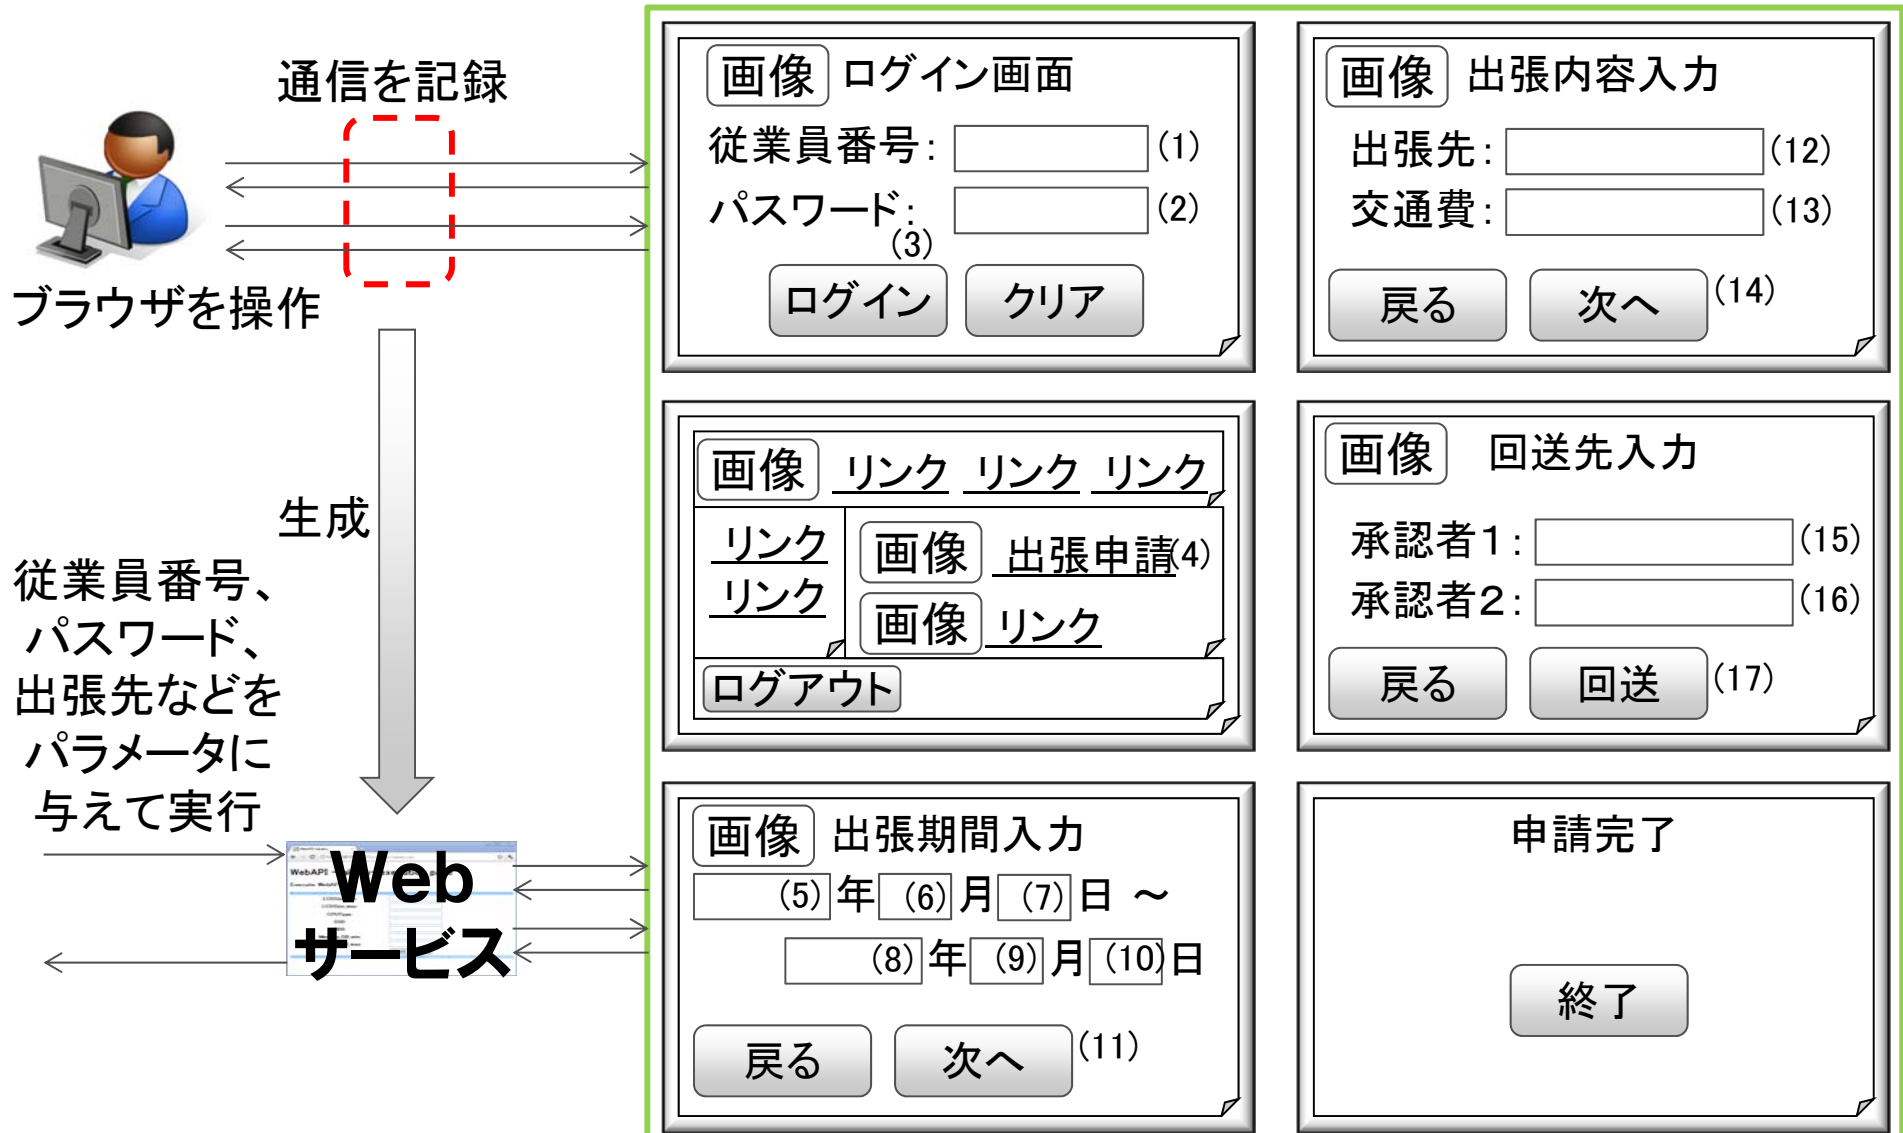 通信を記録
ブラウザを操作
生成
従業員番号、
パスワード、
出張先などを
パラメータに
与えて実行
Web
サービス
画像 ログイン画面
従業員番号: (1)
パスワード: (2)
(3)
ログイン クリア
画像 リンク リンク リンク
リンク
リンク
画像 出張申請(4)
画像 リンク
ログアウト
画像 出張期間入力
(5)年(6)月(7)日 ～
(8)年(9)月(10)日
戻る 次へ (11)
画像 出張内容入力
出張先: (12)
交通費: (13)
戻る 次へ (14)
画像 回送先入力
承認者1: (15)
承認者2: (16)
戻る 回送 (17)
申請完了
終了